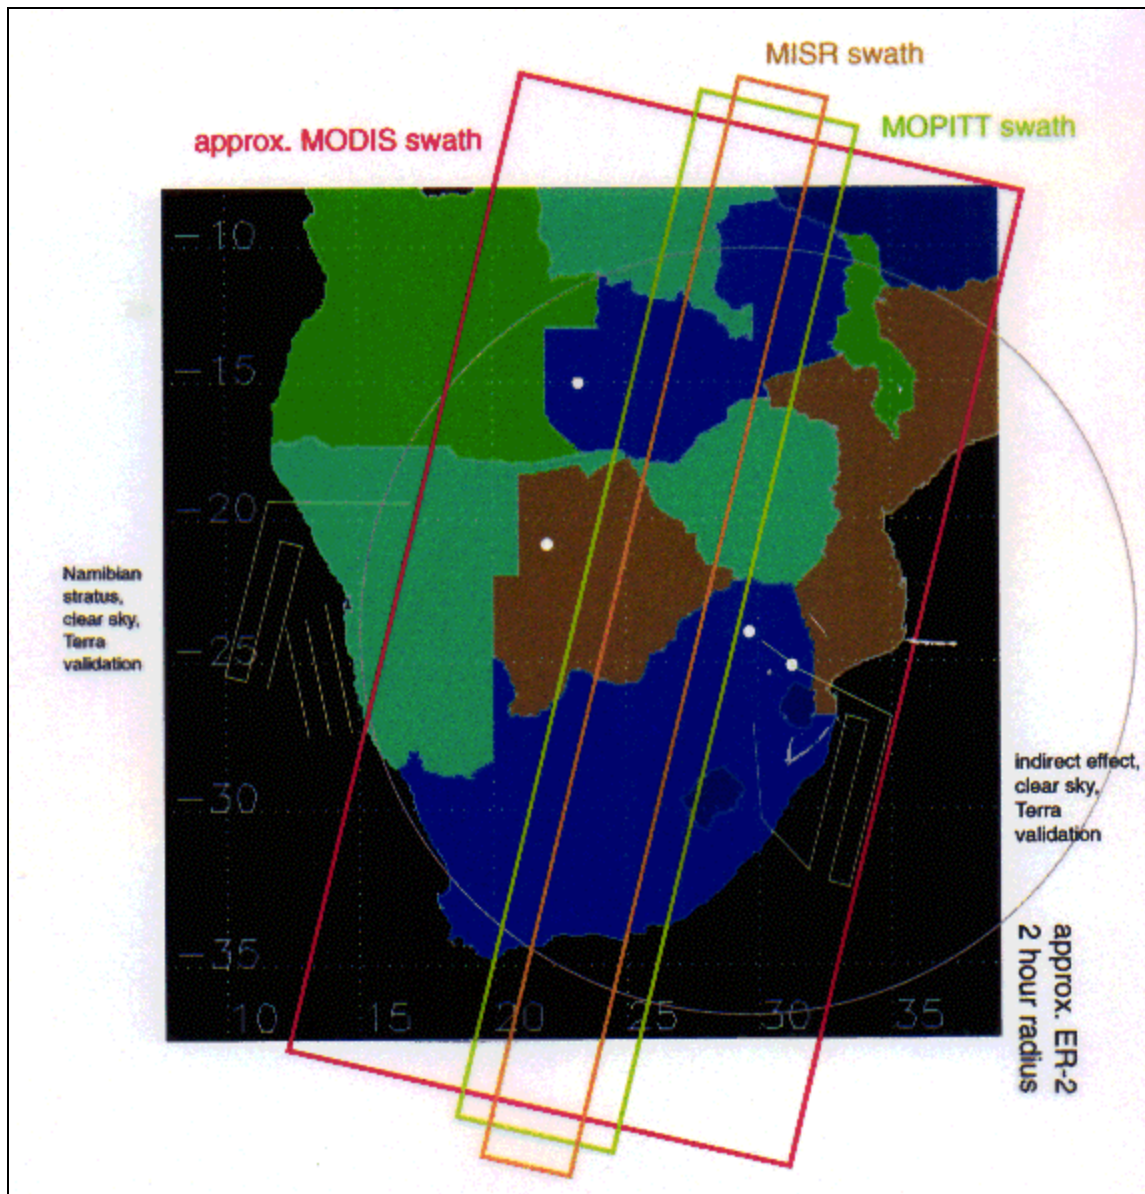 MISR swath
MOPITT swath
approx. MODIS swath
-10
-15
-20
Namibian
stratus,
clear sky,
Terra
validation
-25
indirect effect,
clear sky,
Terra
validation
-30
-35
10 15 20 25 30 35
approx. ER-2
2 hour radius